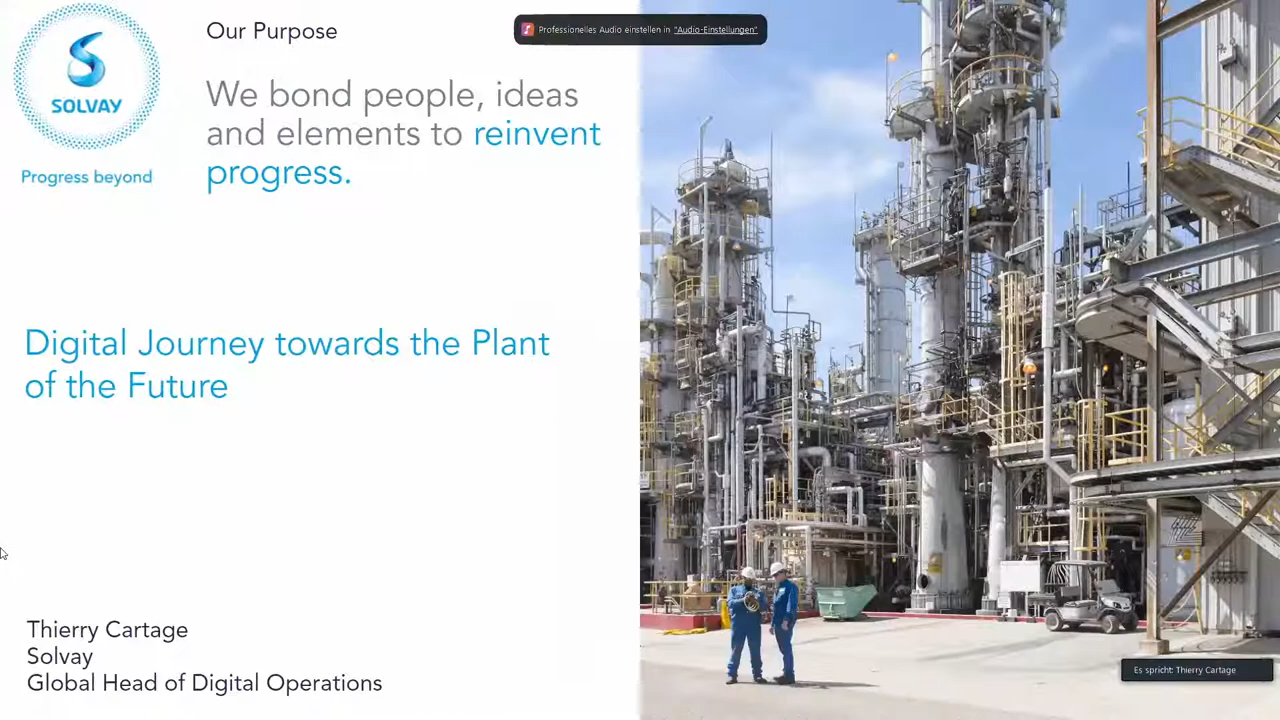 SOLVAY
Progress beyond
Our Purpose
We bond people, ideas
and elements to reinvent
progress.
Professionelles Audio einstellen in "Audio-Einstellungen"
Digital Journey towards the Plant
of the Future
Thierry Cartage
Solvay
Global Head of Digital Operations
Es spricht: Thierry Cartage